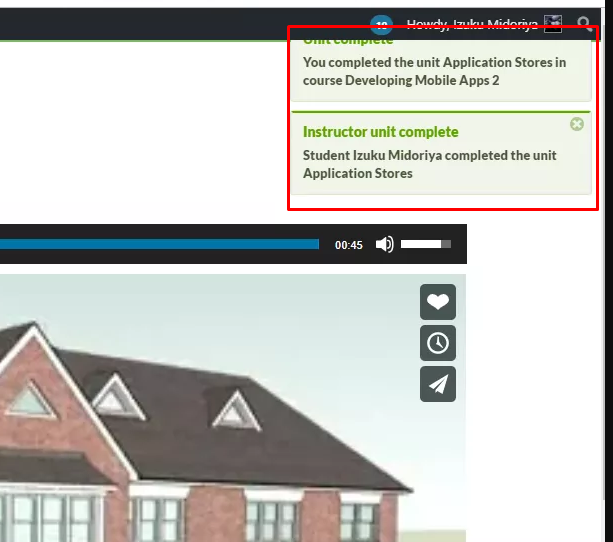 Howdy, Izuku Midoriya
Unit complete
You completed the unit Application Stores in
course Developing Mobile Apps 2
Instructor unit complete
Student Izuku Midoriya completed the unit
Application Stores
00:45